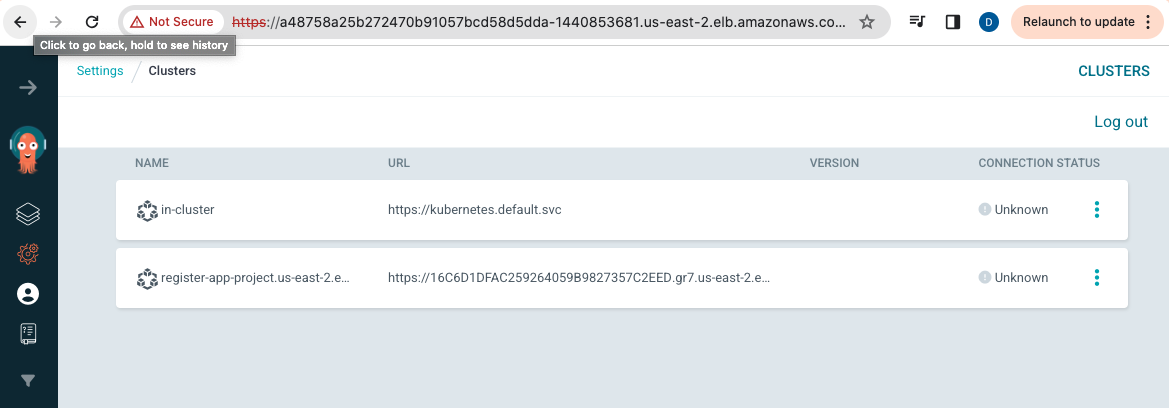 Not Secure
https://a48758a25b272470b91057bcd58d5dda-1440853681.us-east-2.elb.amazonaws.co...
D
Relaunch to update
Click to go back, hold to see history
Settings / Clusters
CLUSTERS
Log out
NAME URL VERSION CONNECTION STATUS
in-cluster https://kubernetes.default.svc Unknown
register-app-project.us-east-2.e... https://16C6D1DFAC259264059B9827357C2EED.gr7.us-east-2.e... Unknown